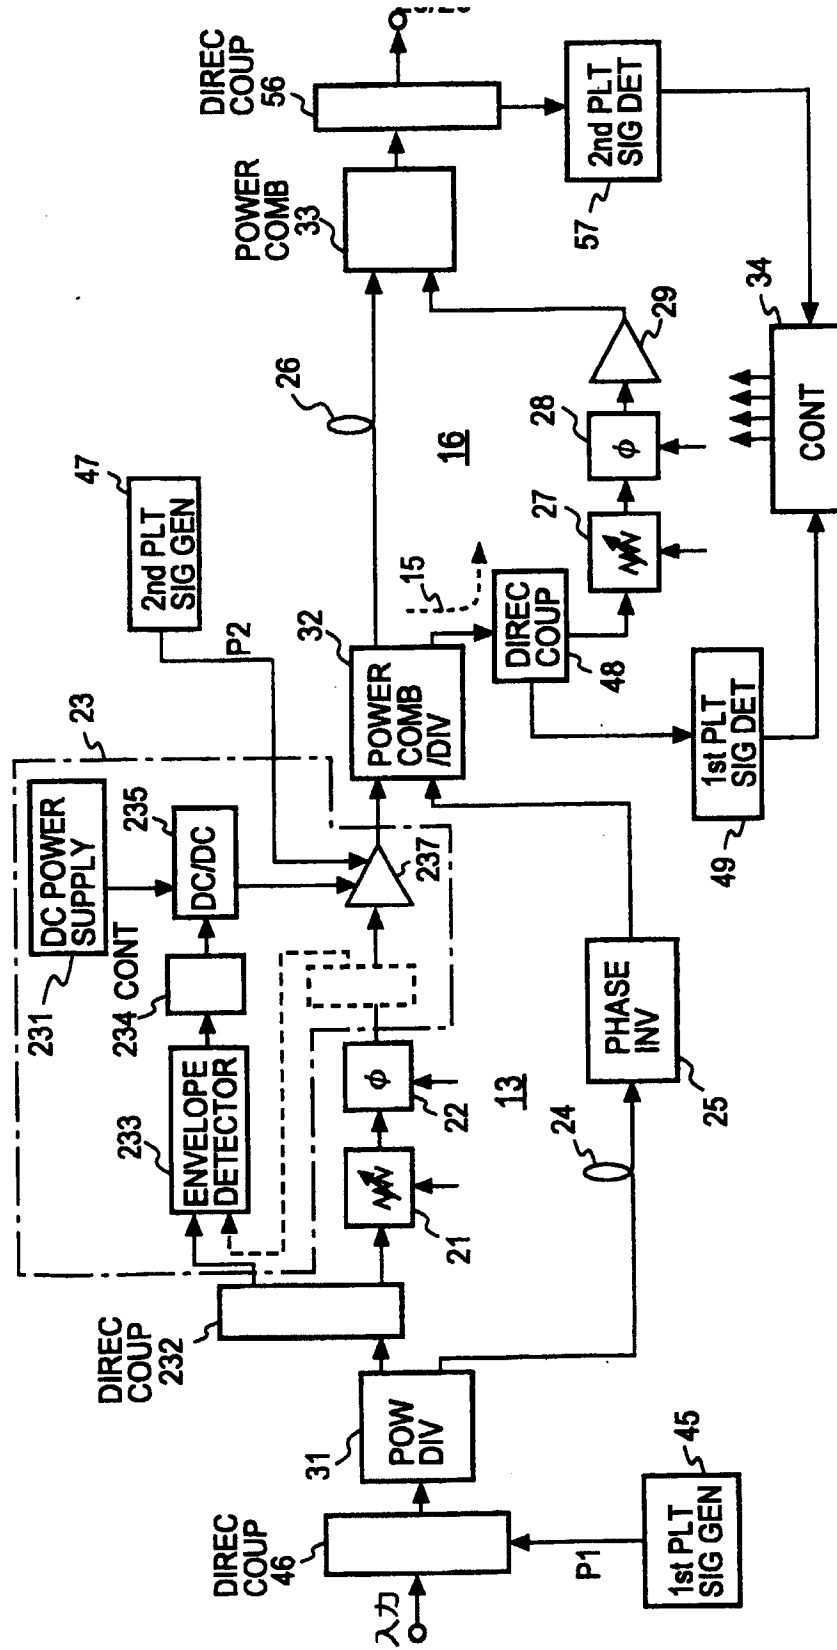 DIREC
COUP
56
2nd PLT
SIG DET
57
POWER
COMB
33
34
CONT
29
28
ϕ
27
26
16
47
2nd PLT
SIG GEN
P2
15
32
POWER
COMB
/DIV
DIREC
COUP
48
1st PLT
SIG DET
49
23
DC POWER
SUPPLY
231
235
DC/DC
237
234 CONT
ENVELOPE
DETECTOR
233
ϕ
22
21
13
PHASE
INV
25
24
DIREC
COUP
232
POW
DIV
31
DIREC
COUP
46
入力
P1
1st PLT
SIG GEN
45